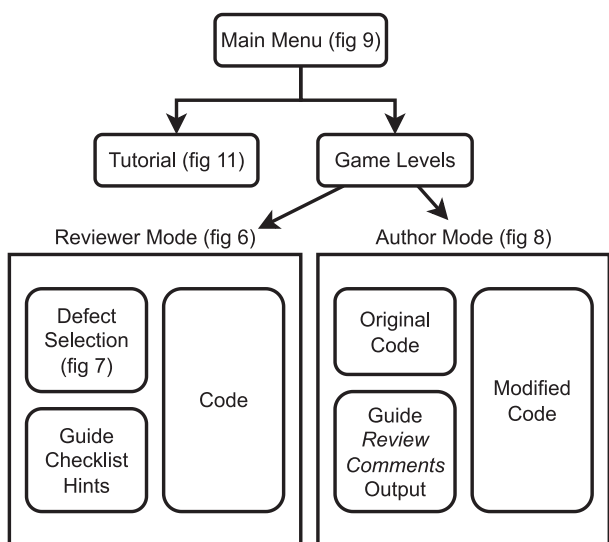 Main Menu (fig 9)
Tutorial (fig 11)
Game Levels
Reviewer Mode (fig 6)
Defect
Selection
(fig 7)
Guide
Checklist
Hints
Code
Author Mode (fig 8)
Original
Code
Guide
Review
Comments
Output
Modified
Code